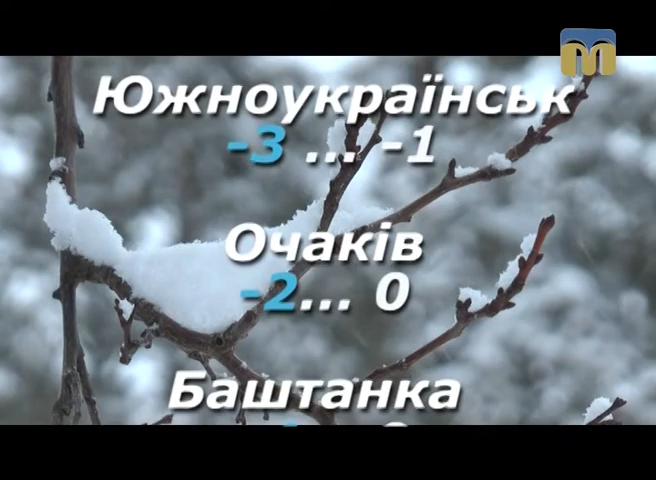 Южноукраїнськ
-3 ... -1
Очаків
-2... 0
Баштанка